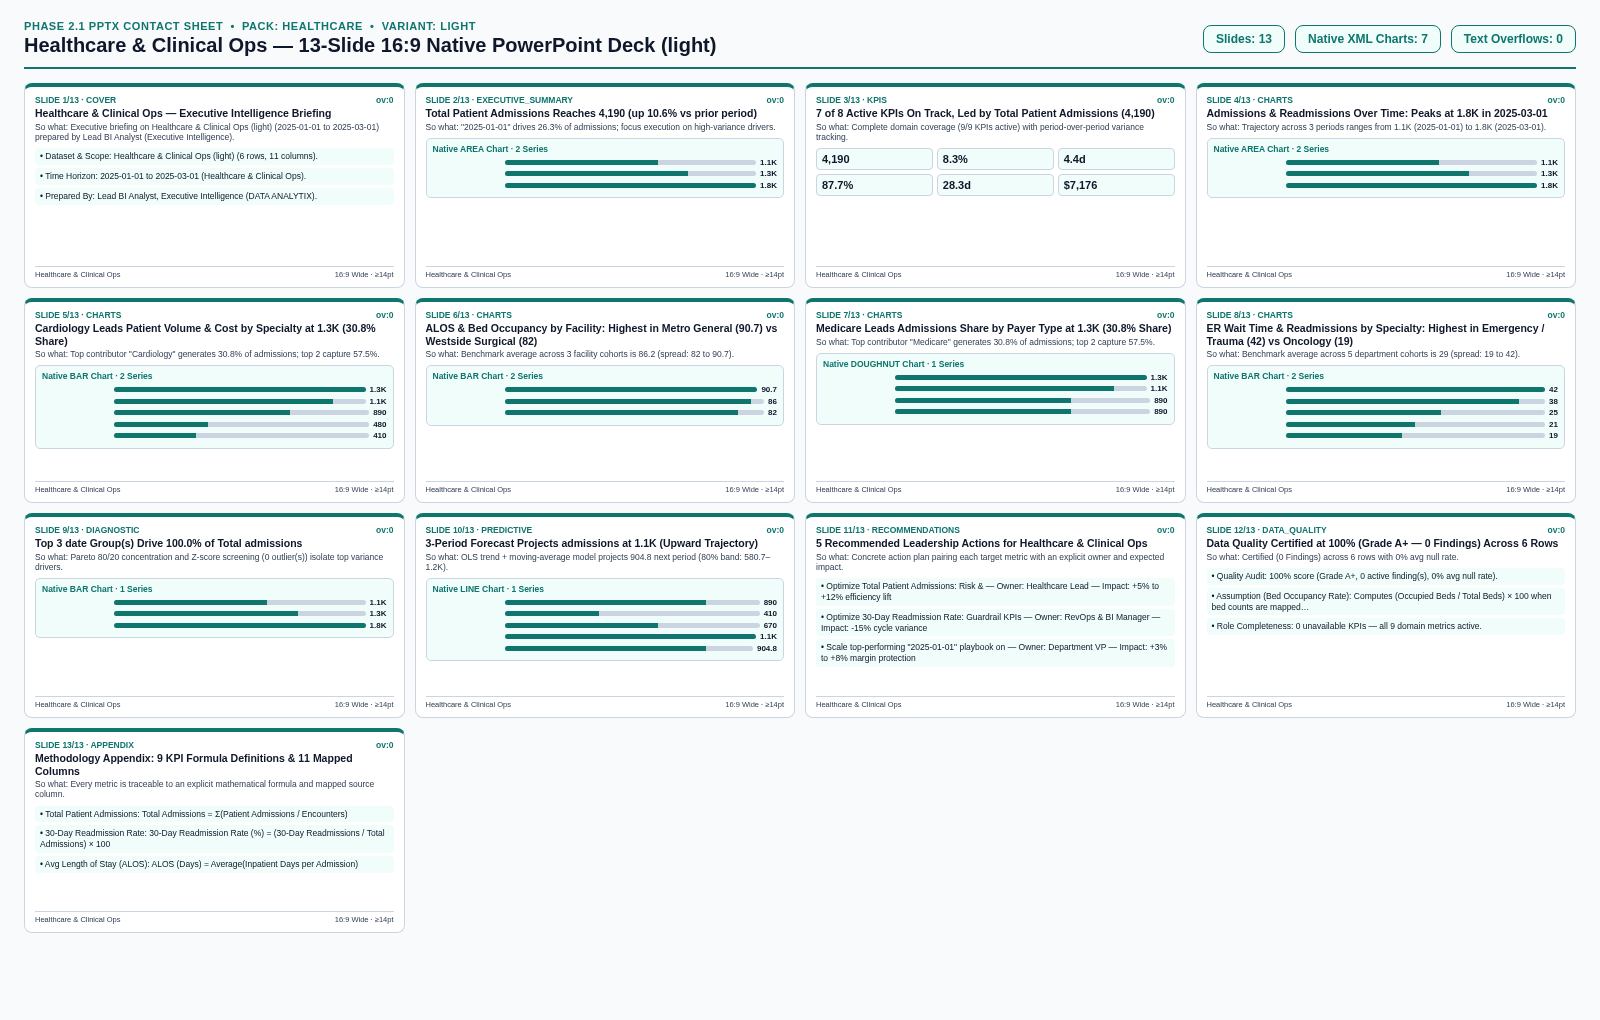 PHASE 2.1 PPTX CONTACT SHEET • PACK: HEALTHCARE • VARIANT: LIGHT
Healthcare & Clinical Ops — 13-Slide 16:9 Native PowerPoint Deck (light)
Slides: 13
Native XML Charts: 7
Text Overflows: 0
SLIDE 1/13 · COVER
ov:0
Healthcare & Clinical Ops — Executive Intelligence Briefing
So what: Executive briefing on Healthcare & Clinical Ops (light) (2025-01-01 to 2025-03-01)
prepared by Lead BI Analyst (Executive Intelligence).
• Dataset & Scope: Healthcare & Clinical Ops (light) (6 rows, 11 columns).
• Time Horizon: 2025-01-01 to 2025-03-01 (Healthcare & Clinical Ops).
• Prepared By: Lead BI Analyst, Executive Intelligence (DATA ANALYTIX).
Healthcare & Clinical Ops
16:9 Wide · ≥14pt
SLIDE 2/13 · EXECUTIVE_SUMMARY
ov:0
Total Patient Admissions Reaches 4,190 (up 10.6% vs prior period)
So what: "2025-01-01" drives 26.3% of admissions; focus execution on high-variance drivers.
Native AREA Chart · 2 Series
1.1K
1.3K
1.8K
Healthcare & Clinical Ops
16:9 Wide · ≥14pt
SLIDE 3/13 · KPIS
ov:0
7 of 8 Active KPIs On Track, Led by Total Patient Admissions (4,190)
So what: Complete domain coverage (9/9 KPIs active) with period-over-period variance
tracking.
4,190
8.3%
4.4d
87.7%
28.3d
$7,176
Healthcare & Clinical Ops
16:9 Wide · ≥14pt
SLIDE 4/13 · CHARTS
ov:0
Admissions & Readmissions Over Time: Peaks at 1.8K in 2025-03-01
So what: Trajectory across 3 periods ranges from 1.1K (2025-01-01) to 1.8K (2025-03-01).
Native AREA Chart · 2 Series
1.1K
1.3K
1.8K
Healthcare & Clinical Ops
16:9 Wide · ≥14pt
SLIDE 5/13 · CHARTS
ov:0
Cardiology Leads Patient Volume & Cost by Specialty at 1.3K (30.8%
Share)
So what: Top contributor "Cardiology" generates 30.8% of admissions; top 2 capture 57.5%.
Native BAR Chart · 2 Series
1.3K
1.1K
890
480
410
Healthcare & Clinical Ops
16:9 Wide · ≥14pt
SLIDE 6/13 · CHARTS
ov:0
ALOS & Bed Occupancy by Facility: Highest in Metro General (90.7) vs
Westside Surgical (82)
So what: Benchmark average across 3 facility cohorts is 86.2 (spread: 82 to 90.7).
Native BAR Chart · 2 Series
90.7
86
82
Healthcare & Clinical Ops
16:9 Wide · ≥14pt
SLIDE 7/13 · CHARTS
ov:0
Medicare Leads Admissions Share by Payer Type at 1.3K (30.8% Share)
So what: Top contributor "Medicare" generates 30.8% of admissions; top 2 capture 57.5%.
Native DOUGHNUT Chart · 1 Series
1.3K
1.1K
890
890
Healthcare & Clinical Ops
16:9 Wide · ≥14pt
SLIDE 8/13 · CHARTS
ov:0
ER Wait Time & Readmissions by Specialty: Highest in Emergency /
Trauma (42) vs Oncology (19)
So what: Benchmark average across 5 department cohorts is 29 (spread: 19 to 42).
Native BAR Chart · 2 Series
42
38
25
21
19
Healthcare & Clinical Ops
16:9 Wide · ≥14pt
SLIDE 9/13 · DIAGNOSTIC
ov:0
Top 3 date Group(s) Drive 100.0% of Total admissions
So what: Pareto 80/20 concentration and Z-score screening (0 outlier(s)) isolate top variance
drivers.
Native BAR Chart · 1 Series
1.1K
1.3K
1.8K
Healthcare & Clinical Ops
16:9 Wide · ≥14pt
SLIDE 10/13 · PREDICTIVE
ov:0
3-Period Forecast Projects admissions at 1.1K (Upward Trajectory)
So what: OLS trend + moving-average model projects 904.8 next period (80% band: 580.7–
1.2K).
Native LINE Chart · 1 Series
890
410
670
1.1K
904.8
Healthcare & Clinical Ops
16:9 Wide · ≥14pt
SLIDE 11/13 · RECOMMENDATIONS
ov:0
5 Recommended Leadership Actions for Healthcare & Clinical Ops
So what: Concrete action plan pairing each target metric with an explicit owner and expected
impact.
• Optimize Total Patient Admissions: Risk & — Owner: Healthcare Lead — Impact: +5% to
+12% efficiency lift
• Optimize 30-Day Readmission Rate: Guardrail KPIs — Owner: RevOps & BI Manager —
Impact: -15% cycle variance
• Scale top-performing "2025-01-01" playbook on — Owner: Department VP — Impact: +3%
to +8% margin protection
Healthcare & Clinical Ops
16:9 Wide · ≥14pt
SLIDE 12/13 · DATA_QUALITY
ov:0
Data Quality Certified at 100% (Grade A+ — 0 Findings) Across 6 Rows
So what: Certified (0 Findings) across 6 rows with 0% avg null rate.
• Quality Audit: 100% score (Grade A+, 0 active finding(s), 0% avg null rate).
• Assumption (Bed Occupancy Rate): Computes (Occupied Beds / Total Beds) × 100 when
bed counts are mapped…
• Role Completeness: 0 unavailable KPIs — all 9 domain metrics active.
Healthcare & Clinical Ops
16:9 Wide · ≥14pt
SLIDE 13/13 · APPENDIX
ov:0
Methodology Appendix: 9 KPI Formula Definitions & 11 Mapped
Columns
So what: Every metric is traceable to an explicit mathematical formula and mapped source
column.
• Total Patient Admissions: Total Admissions = Σ(Patient Admissions / Encounters)
• 30-Day Readmission Rate: 30-Day Readmission Rate (%) = (30-Day Readmissions / Total
Admissions) × 100
• Avg Length of Stay (ALOS): ALOS (Days) = Average(Inpatient Days per Admission)
Healthcare & Clinical Ops
16:9 Wide · ≥14pt